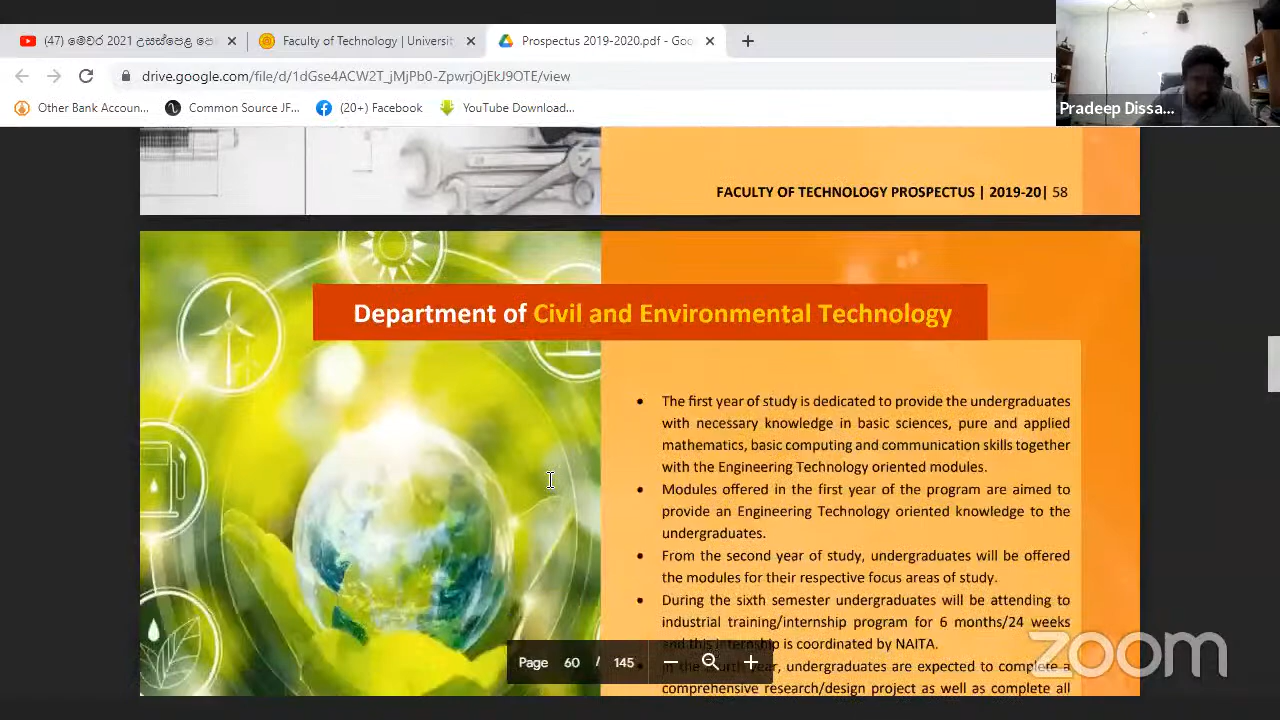 (47) මෙවර 2021 උසස්පෙළ පෙ
Faculty of Technology | Universit
Prospectus 2019-2020.pdf - Goo
drive.google.com/file/d/1dGse4ACW2T_jMjPb0-ZpwrjOjEkJ9OTE/view
Other Bank Accoun...
Common Source JF...
(20+) Facebook
YouTube Download...
Pradeep Dissa...
FACULTY OF TECHNOLOGY PROSPECTUS | 2019-20| 58
Department of Civil and Environmental Technology
• The first year of study is dedicated to provide the undergraduates
with necessary knowledge in basic sciences, pure and applied
mathematics, basic computing and communication skills together
with the Engineering Technology oriented modules.
• Modules offered in the first year of the program are aimed to
provide an Engineering Technology oriented knowledge to the
undergraduates.
• From the second year of study, undergraduates will be offered
the modules for their respective focus areas of study.
• During the sixth semester undergraduates will be attending to
industrial training/internship program for 6 months/24 weeks
and this internship is coordinated by NAITA.
• In the fourth year, undergraduates are expected to complete a
comprehensive research/design project as well as complete all
Page 60 / 145
zoom